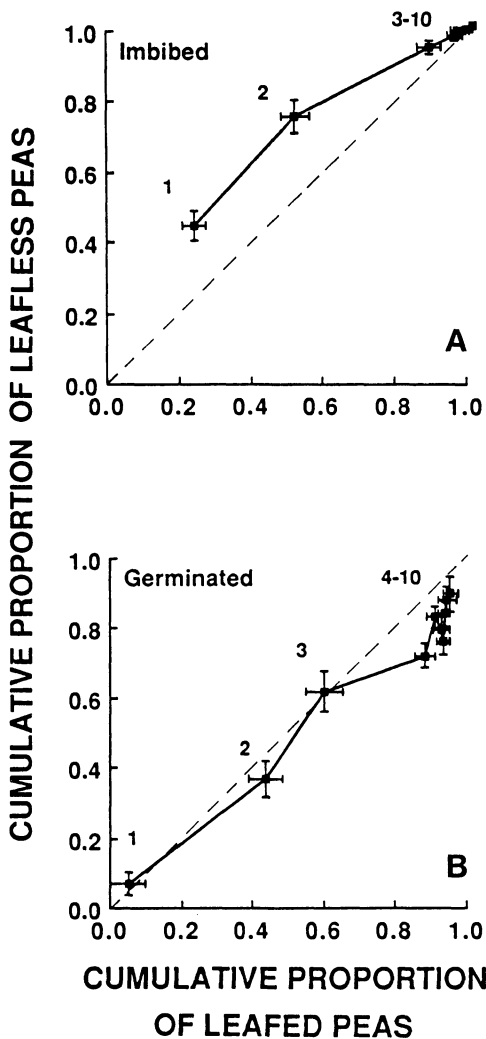 CUMULATIVE PROPORTION OF LEAFLESS PEAS
Imbibed
1.0
0.8
0.6
0.4
0.2
0.0
0.0 0.2 0.4 0.6 0.8 1.0
1
2
3-10
A
Germinated
1.0
0.8
0.6
0.4
0.2
0.0
0.0 0.2 0.4 0.6 0.8 1.0
1
2
3
4-10
B
CUMULATIVE PROPORTION
OF LEAFED PEAS